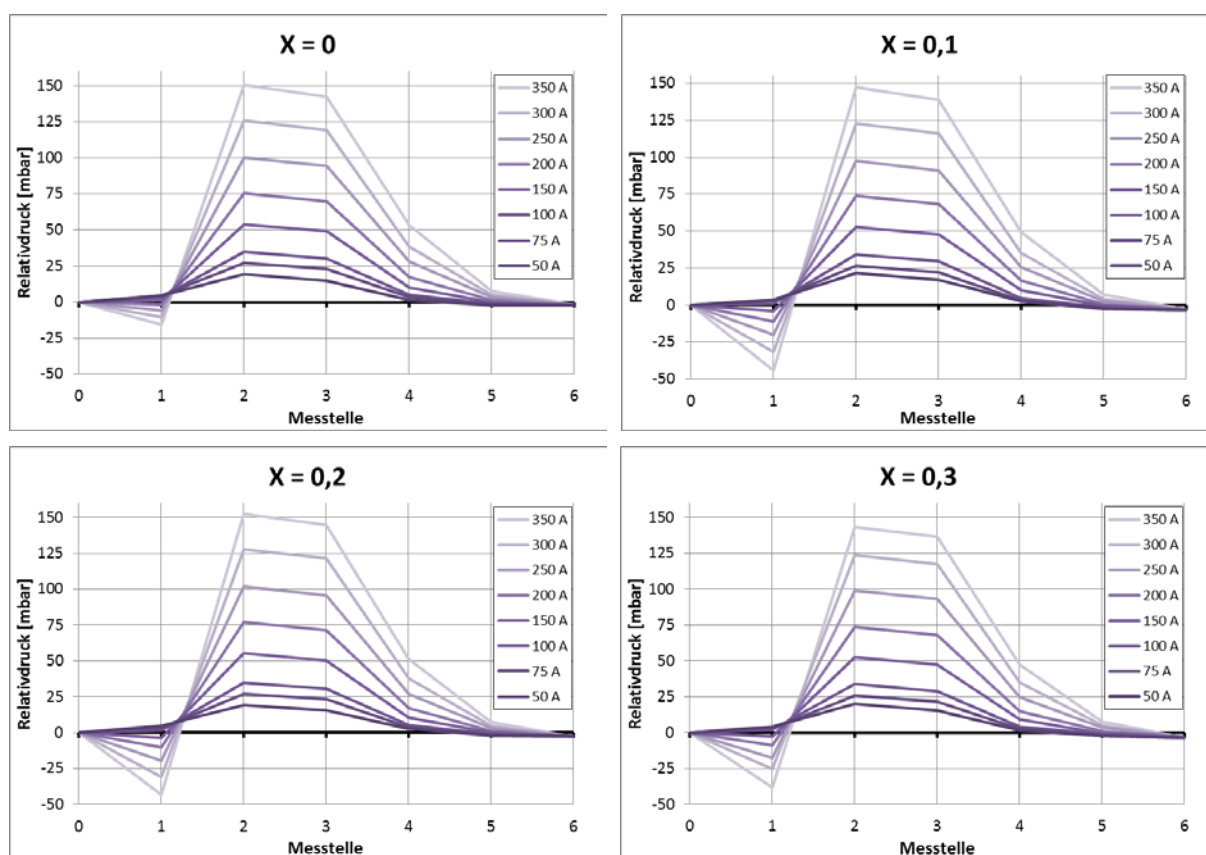 X = 0
Relativdruck [mbar]
150
125
100
75
50
25
0
-25
-50
0 1 2 3 4 5 6
Messtelle
350 A
300 A
250 A
200 A
150 A
100 A
75 A
50 A
X = 0,1
Relativdruck [mbar]
150
125
100
75
50
25
0
-25
-50
0 1 2 3 4 5 6
Messtelle
350 A
300 A
250 A
200 A
150 A
100 A
75 A
50 A
X = 0,2
Relativdruck [mbar]
150
125
100
75
50
25
0
-25
-50
0 1 2 3 4 5 6
Messtelle
350 A
300 A
250 A
200 A
150 A
100 A
75 A
50 A
X = 0,3
Relativdruck [mbar]
150
125
100
75
50
25
0
-25
-50
0 1 2 3 4 5 6
Messtelle
350 A
300 A
250 A
200 A
150 A
100 A
75 A
50 A